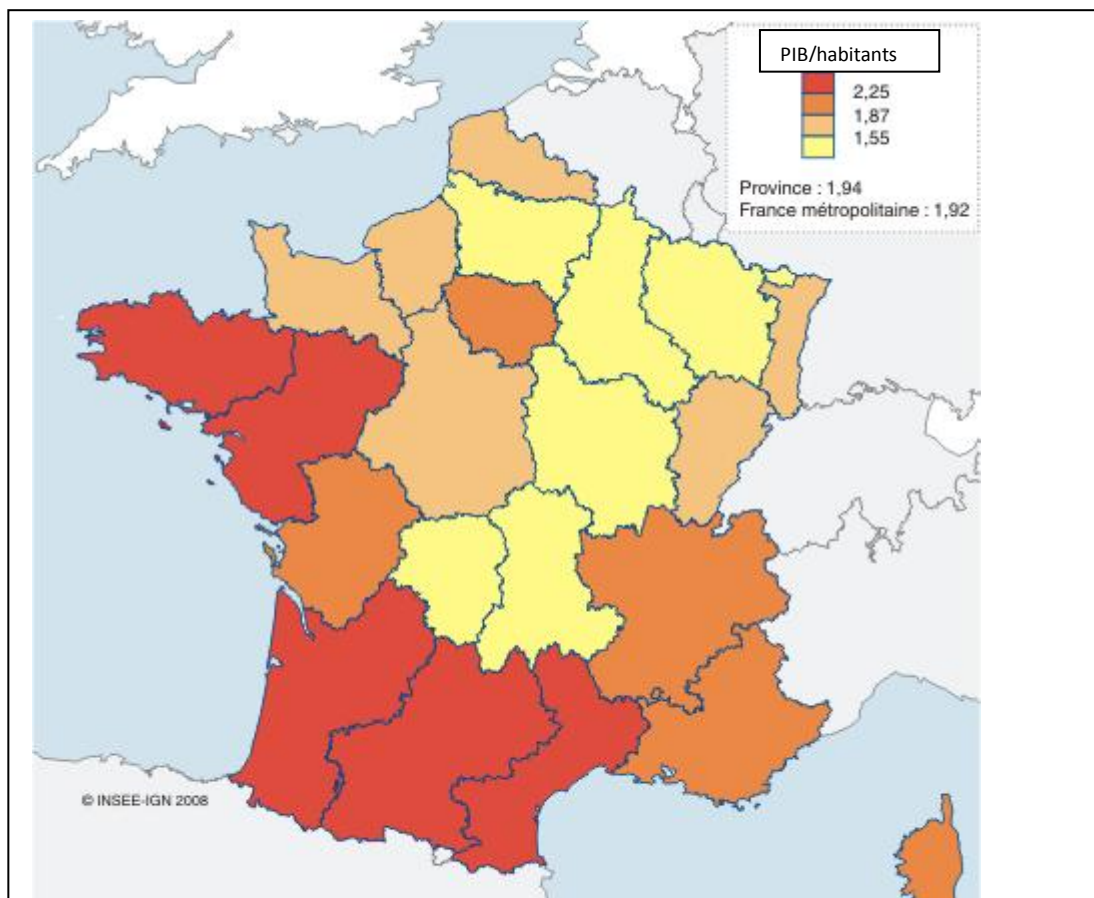 PIB/habitants
2,25
1,87
1,55
Province : 1,94
France métropolitaine : 1,92
© INSEE-IGN 2008